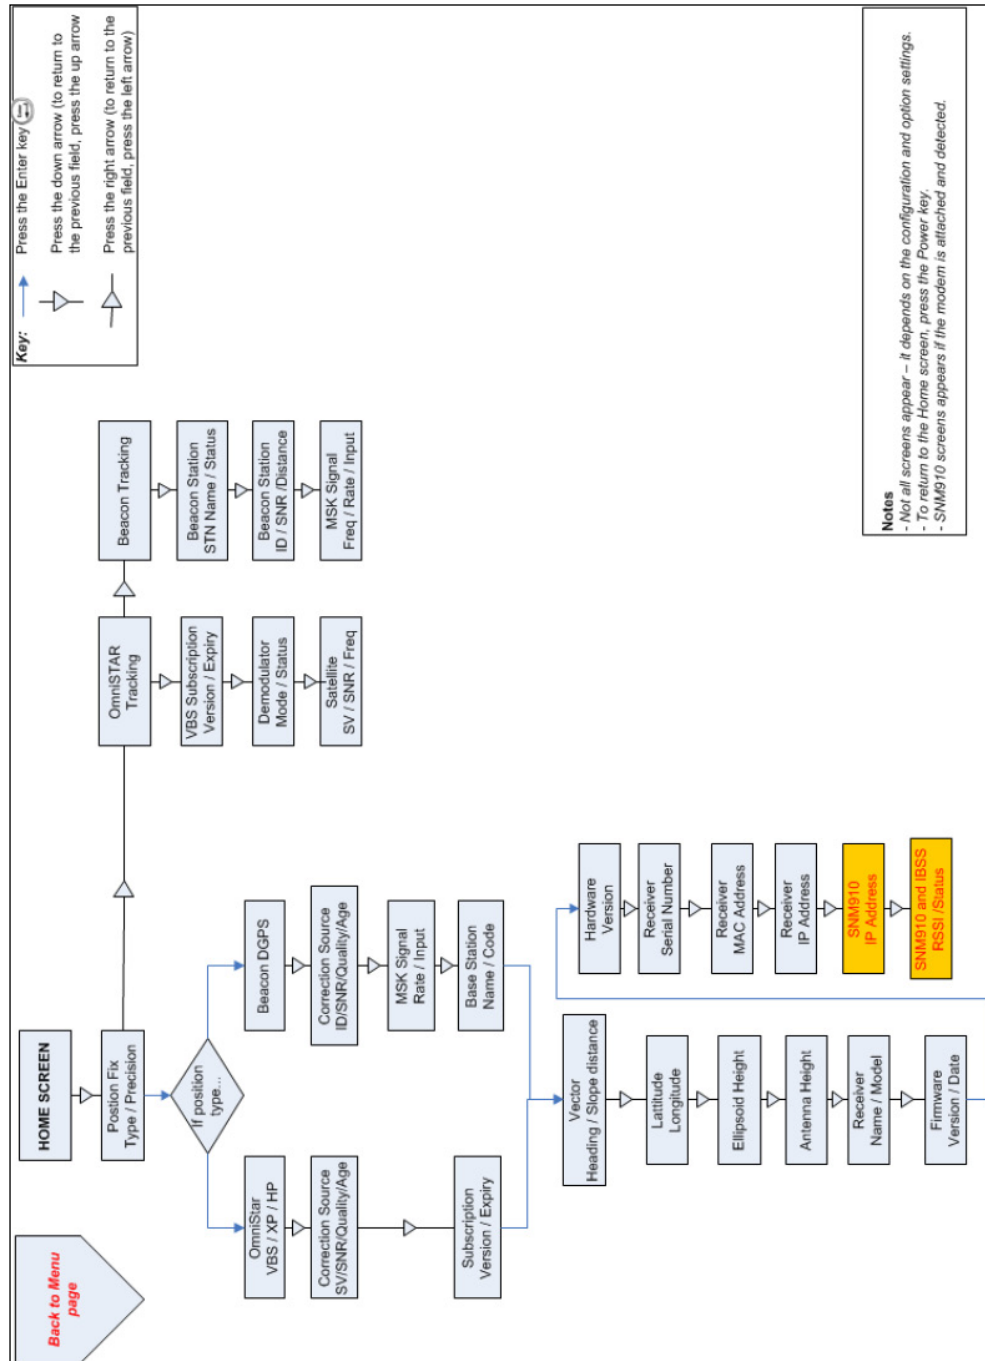 Back to Menu
page
HOME SCREEN
Postion Fix
Type / Precision
If position
type...
OmniStar
VBS / XP / HP
Correction Source
SV/SNR/Quality/Age
Subscription
Version / Expiry
Beacon DGPS
Correction Source
ID/SNR/Quality/Age
MSK Signal
Rate / Input
Base Station
Name / Code
Vector
Heading / Slope distance
Lattitude
Longitude
Ellipsoid Height
Antenna Height
Receiver
Name / Model
Firmware
Version / Date
Hardware
Version
Receiver
Serial Number
Receiver
MAC Address
Receiver
IP Address
SNM910
IP Address
SNM910 and IBSS
RSSI /Status
OmniSTAR
Tracking
VBS Subscription
Version / Expiry
Demodulator
Mode / Status
Satellite
SV / SNR / Freq
Beacon Tracking
Beacon Station
STN Name / Status
Beacon Station
ID / SNR /Distance
MSK Signal
Freq / Rate / Input
Key:
Press the Enter key
Press the down arrow (to return to
the previous field, press the up arrow
Press the right arrow (to return to the
previous field, press the left arrow)
Notes
- Not all screens appear – it depends on the configuration and option settings.
- To return to the Home screen, press the Power key.
- SNM910 screens appears if the modem is attached and detected.